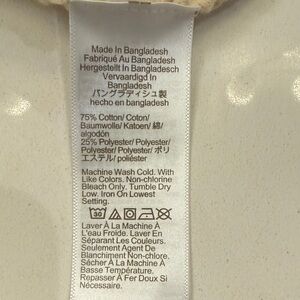 Made In Bangladesh
Fabriqué Au Bangladesh
Hergestellt In Bangladesch
Vervaardigd In
Bangladesh
バングラディシュ製
hecho en bangladesh
75% Cotton/ Coton/
Baumwolle/ Katoen/ 綿/
algodón
25% Polyester/ Polyester/
Polyester/ Polyester/ ポリ
エステル/ poliéster
Machine Wash Cold. With
Like Colors. Non-chlorine
Bleach Only. Tumble Dry
Low. Iron On Lowest
Setting.
30
Laver À La Machine À
L'eau Froide. Laver En
Séparant Les Couleurs.
Seulement Agent De
Blanchiment Non-chlore.
Sécher À La Machine À
Basse Température.
Repasser À Fer Doux Si
Nécessaire.